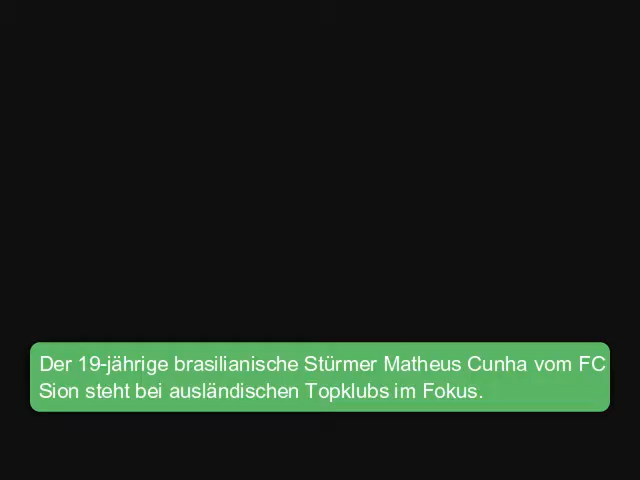 Der 19-jährige brasilianische Stürmer Matheus Cunha vom FC
Sion steht bei ausländischen Topklubs im Fokus.